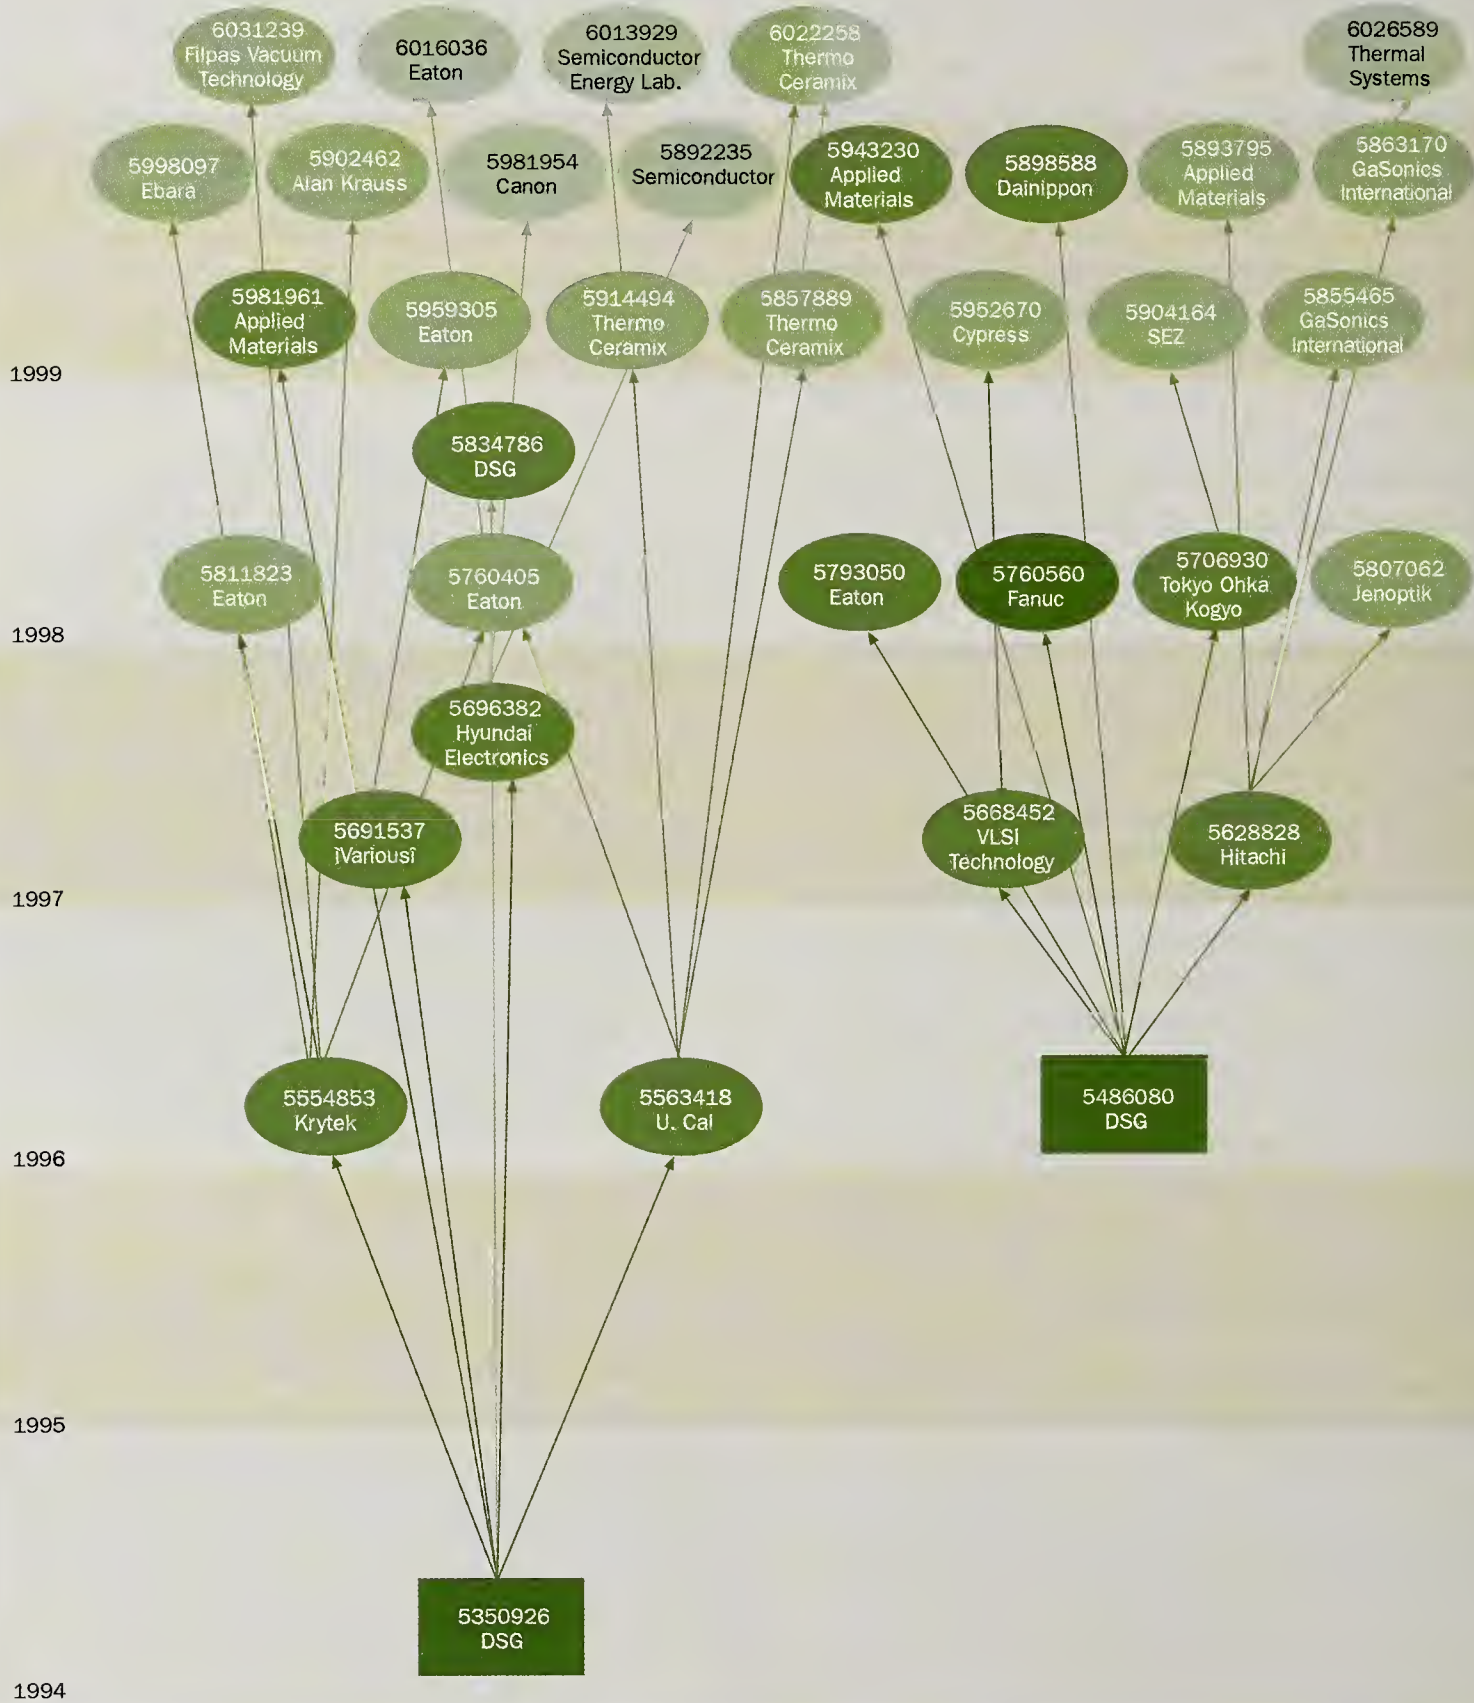 6031239
Filpas Vacuum
Technology
6016036
Eaton
6013929
Semiconductor
Energy Lab.
6022258
Thermo
Ceramix
6026589
Thermal
Systems
5998097
Ebara
5902462
Alan Krauss
5981954
Canon
5892235
Semiconductor
5943230
Applied
Materials
5898588
Dainippon
5893795
Applied
Materials
5863170
GaSonics
International
5981961
Applied
Materials
5959305
Eaton
5914494
Thermo
Ceramix
5857889
Thermo
Ceramix
5952670
Cypress
5904164
SEZ
5855465
GaSonics
International
1999
5834786
DSG
5811823
Eaton
5760405
Eaton
5793050
Eaton
5760560
Fanuc
5706930
Tokyo Ohka
Kogyo
5807062
Jenoptik
1998
5696382
Hyundai
Electronics
5691537
îVariousî
5668452
VLSI
Technology
5628828
Hitachi
1997
5554853
Krytek
5563418
U. Cal
5486080
DSG
1996
1995
5350926
DSG
1994